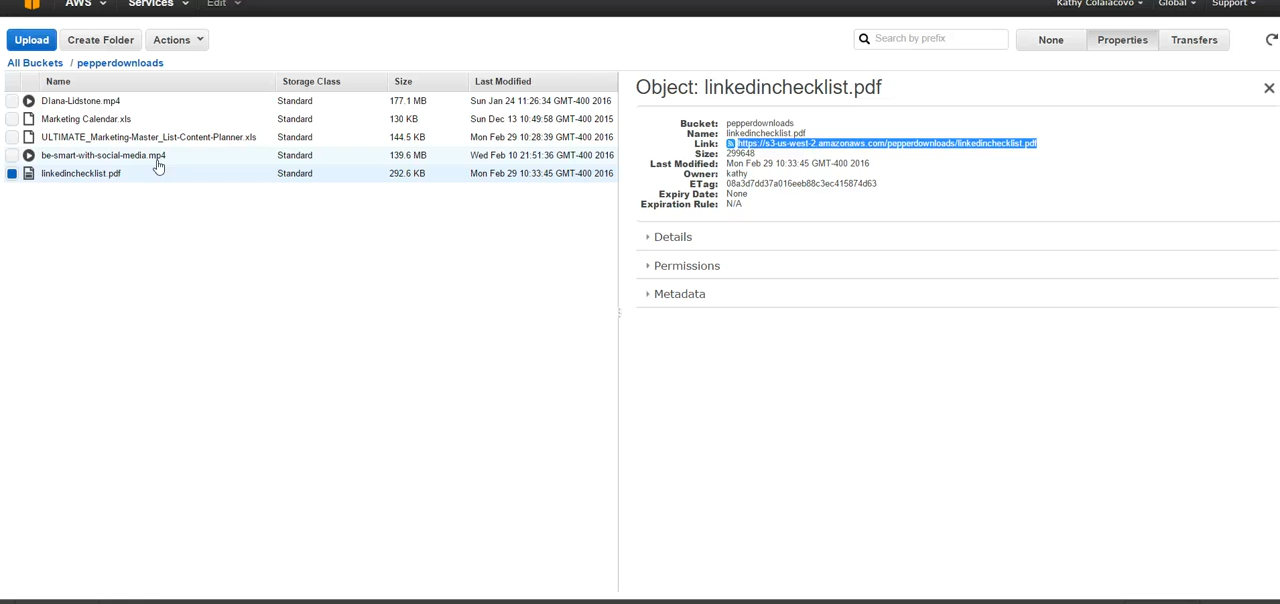 AWS Services Edit Kathy Colaiacovo Global Support
Upload Create Folder Actions Search by prefix None Properties Transfers
All Buckets / pepperdownloads
Name Storage Class Size Last Modified
DIana-Lidstone.mp4 Standard 177.1 MB Sun Jan 24 11:26:34 GMT-400 2016
Marketing Calendar.xls Standard 130 KB Sun Dec 13 10:49:58 GMT-400 2015
ULTIMATE_Marketing-Master_List-Content-Planner.xls Standard 144.5 KB Mon Feb 29 10:28:39 GMT-400 2016
be-smart-with-social-media.mp4 Standard 139.6 MB Wed Feb 10 21:51:36 GMT-400 2016
linkedinchecklist.pdf Standard 292.6 KB Mon Feb 29 10:33:45 GMT-400 2016
Object: linkedinchecklist.pdf
Bucket: pepperdownloads
Name: linkedinchecklist.pdf
Link: https://s3-us-west-2.amazonaws.com/pepperdownloads/linkedinchecklist.pdf
Size: 299648
Last Modified: Mon Feb 29 10:33:45 GMT-400 2016
Owner: kathy
ETag: 08a3d7dd37a016eeb88c3ec415874d63
Expiry Date: None
Expiration Rule: N/A
Details
Permissions
Metadata